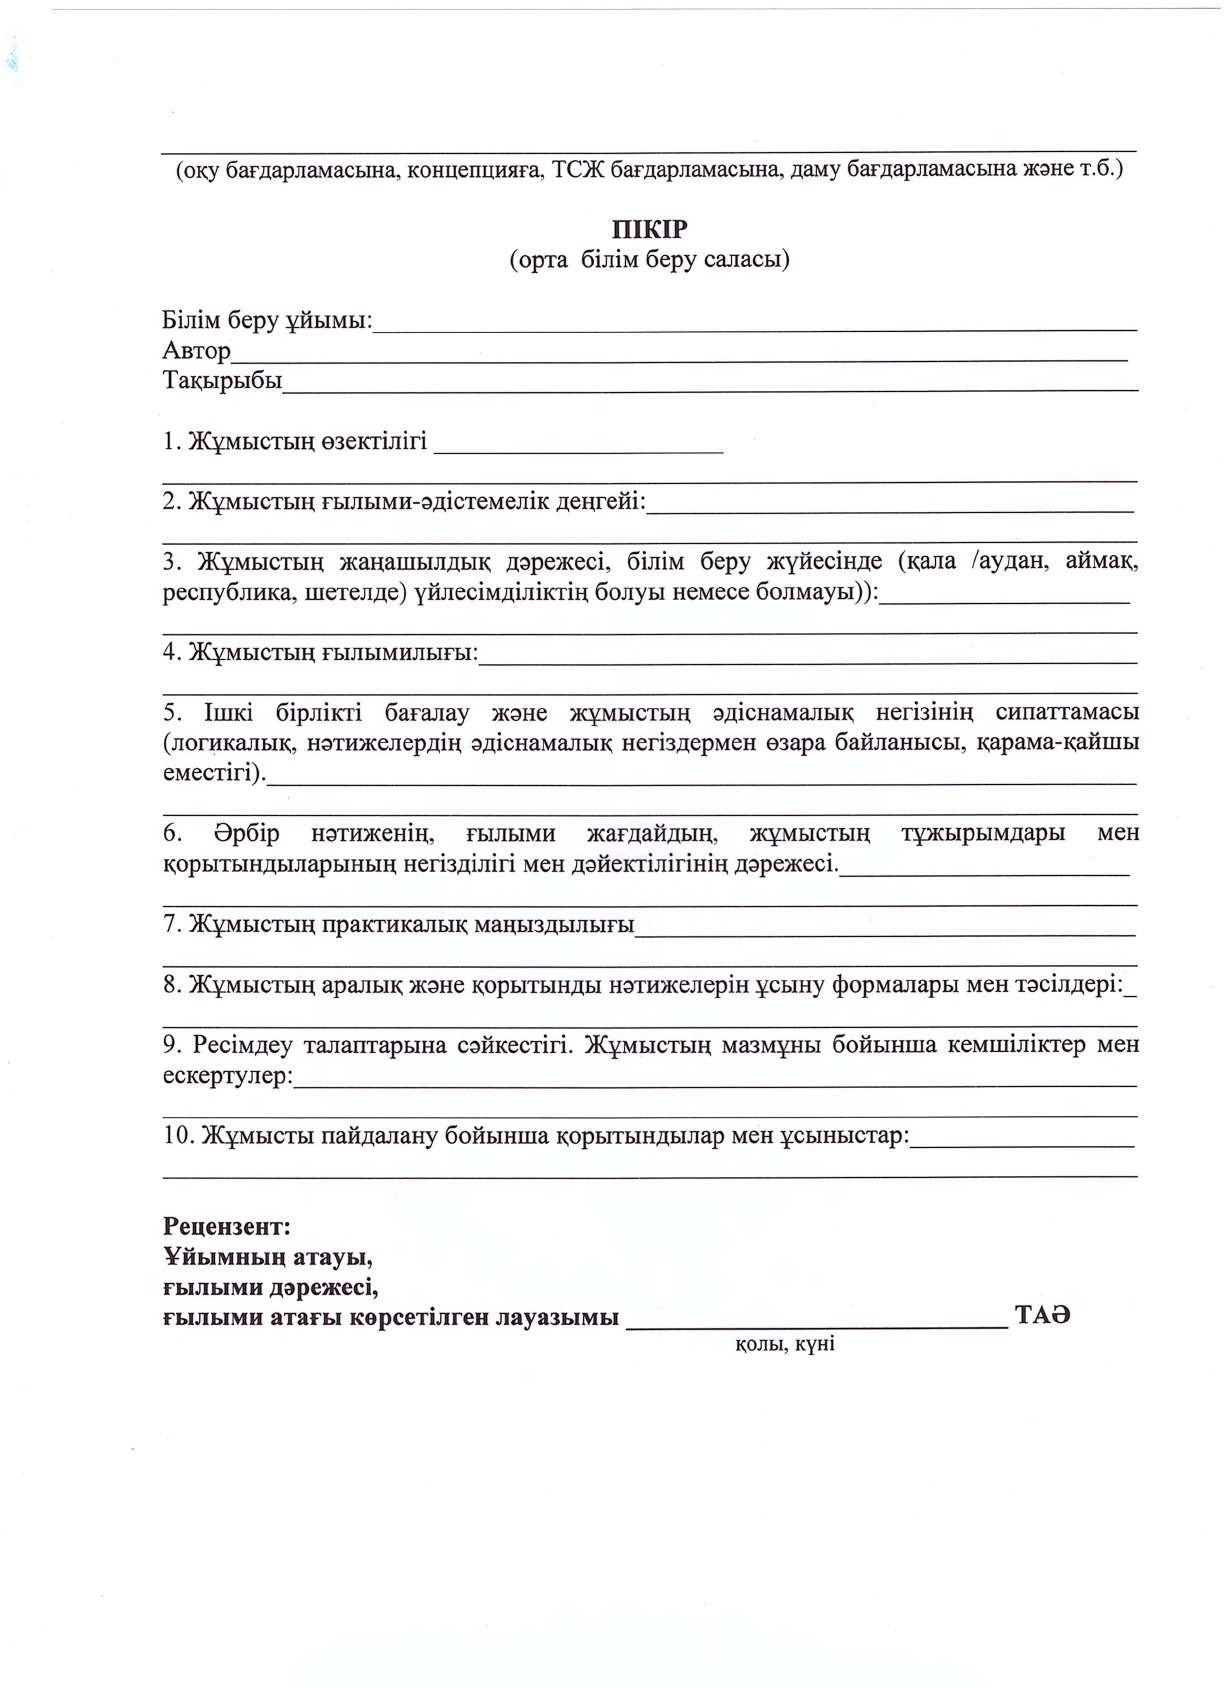 (оқу бағдарламасына, концепцияға, ТСЖ бағдарламасына, даму бағдарламасына және т.б.)
ПІКІР
(орта білім беру саласы)
Білім беру ұйымы:
Автор
Тақырыбы
1. Жұмыстың өзектілігі
2. Жұмыстың ғылыми-әдістемелік деңгейі:
3. Жұмыстың жаңашылдық дәрежесі, білім беру жүйесінде (қала /аудан, аймақ,
республика, шетелде) үйлесімділіктің болуы немесе болмауы)):
4. Жұмыстың ғылымилығы:
5. Ішкі бірлікті бағалау және жұмыстың әдіснамалық негізінің сипаттамасы
(логикалық, нәтижелердің әдіснамалық негіздермен өзара байланысы, қарама-қайшы
еместігі).
6. Әрбір нәтиженің, ғылыми жағдайдың, жұмыстың тұжырымдары мен
қорытындыларының негізділігі мен дәйектілігінің дәрежесі.
7. Жұмыстың практикалық маңыздылығы
8. Жұмыстың аралық және қорытынды нәтижелерін ұсыну формалары мен тәсілдері:
9. Ресімдеу талаптарына сәйкестігі. Жұмыстың мазмұны бойынша кемшіліктер мен
ескертулер:
10. Жұмысты пайдалану бойынша қорытындылар мен ұсыныстар:
Рецензент:
Ұйымның атауы,
ғылыми дәрежесі,
ғылыми атағы көрсетілген лауазымы ТАӘ
қолы, күні